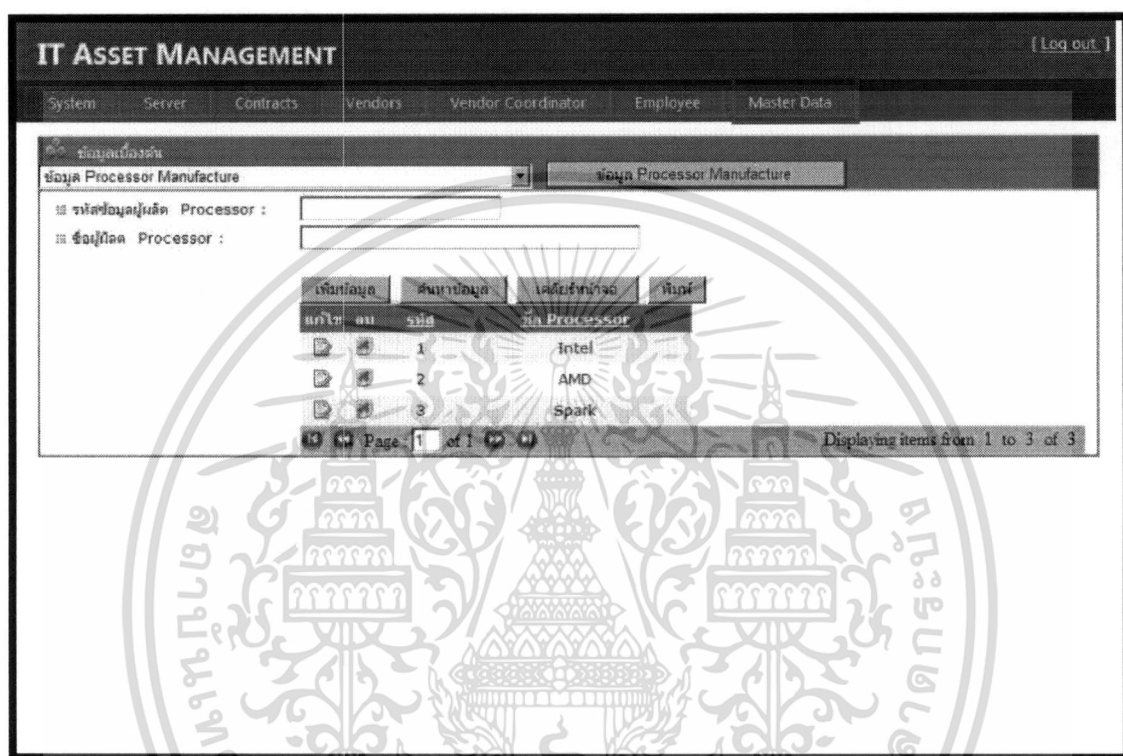 IT ASSET MANAGEMENT
[ Log out ]
System Server Contracts Vendors Vendor Coordinator Employee Master Data
ข้อมูลเบื้องต้น
ข้อมูล Processor Manufacture ข้อมูล Processor Manufacture
รหัสข้อมูลผู้ผลิต Processor :
ชื่อผู้ผลิต Processor :
เพิ่มข้อมูล ค้นหาข้อมูล เคลียร์หน้าจอ พิมพ์
แก้ไข ลบ รหัส ชื่อ Processor
1 Intel
2 AMD
3 Spark
Page 1 of 1 Displaying items from 1 to 3 of 3